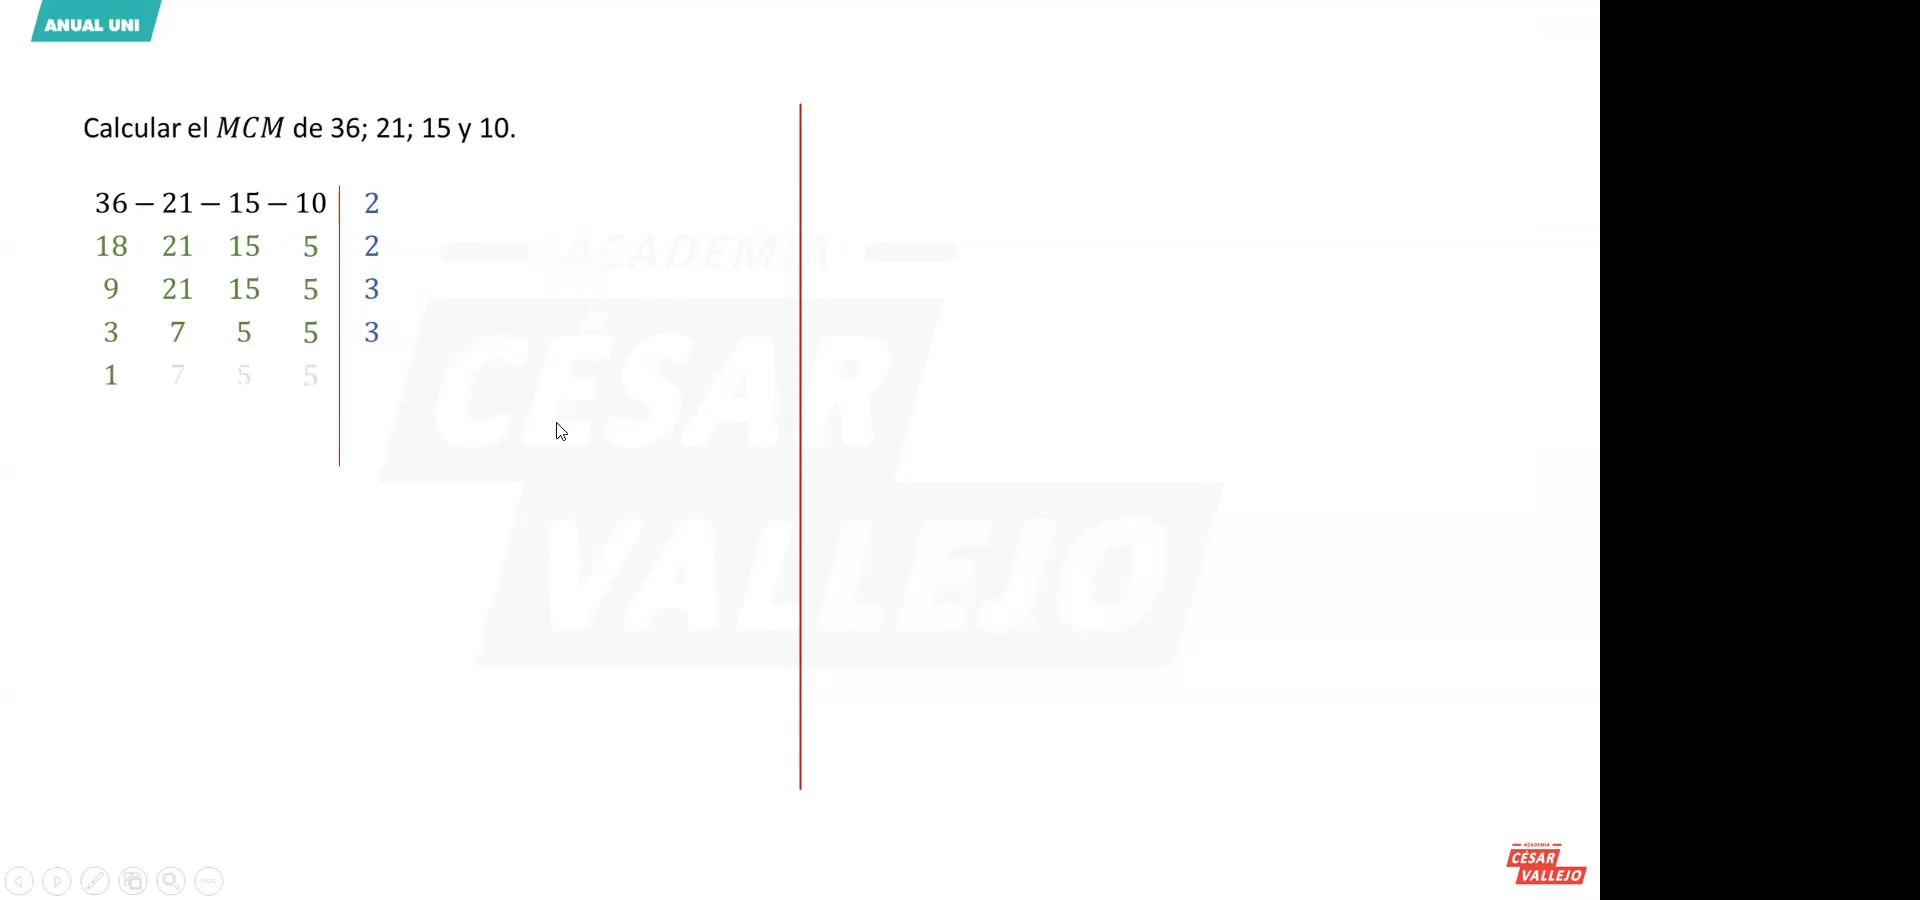 ANUAL UNI
Calcular el MCM de 36; 21; 15 y 10.
36 – 21 – 15 – 10 2
18 21 15 5 2
9 21 15 5 3
3 7 5 5 3
1 7 5 5
ACADEMIA
CÉSAR
VALLEJO
ACADEMIA
CÉSAR
VALLEJO